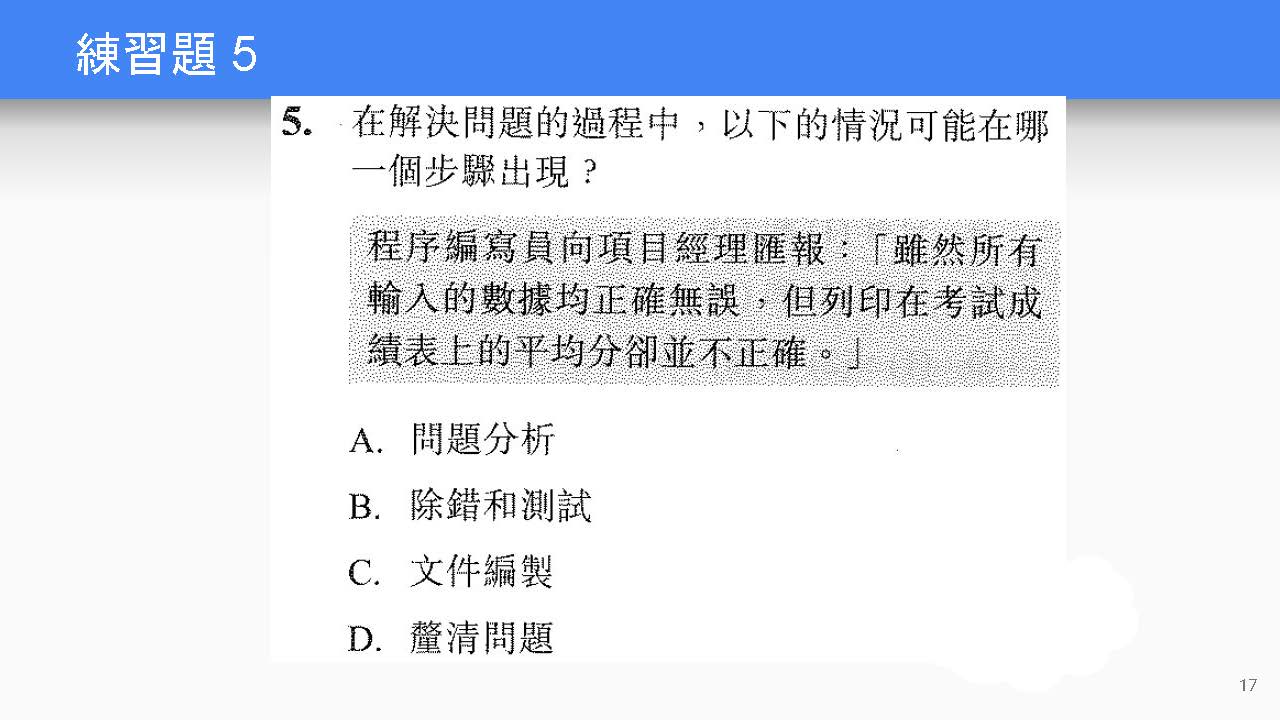 練習題 5
5. 在解決問題的過程中，以下的情況可能在哪
一個步驟出現？
程序編寫員向項目經理匯報：「雖然所有
輸入的數據均正確無誤，但列印在考試成
績表上的平均分卻並不正確。」
A. 問題分析
B. 除錯和測試
C. 文件編製
D. 釐清問題
17